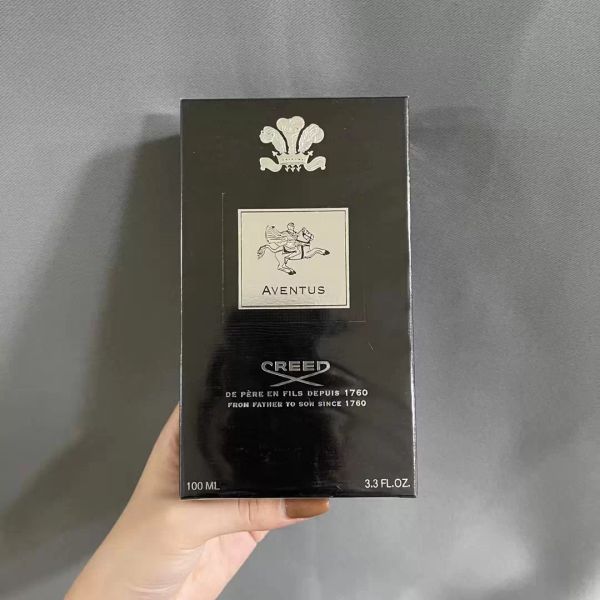 AVENTUS
CREED
DE PÈRE EN FILS DEPUIS 1760
FROM FATHER TO SON SINCE 1760
100 ML
3.3 FL.OZ.